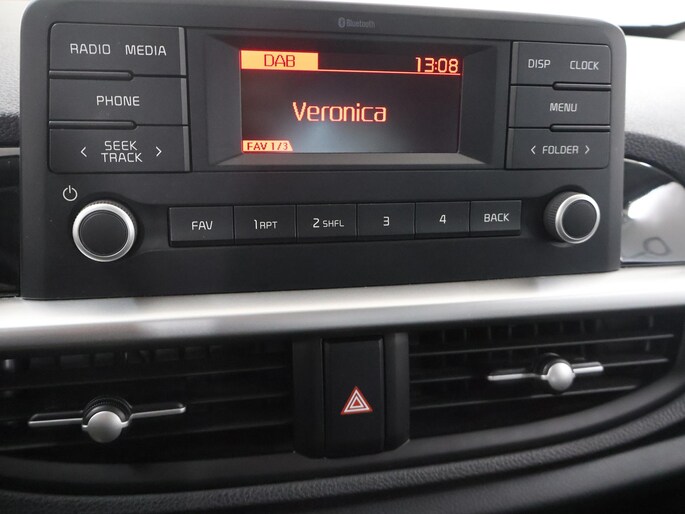 Bluetooth
RADIO MEDIA
DAB 13:08
DISP CLOCK
PHONE
Veronica
MENU
< SEEK TRACK >
FAV 1/3
< FOLDER >
FAV 1 RPT 2 SHFL 3 4 BACK